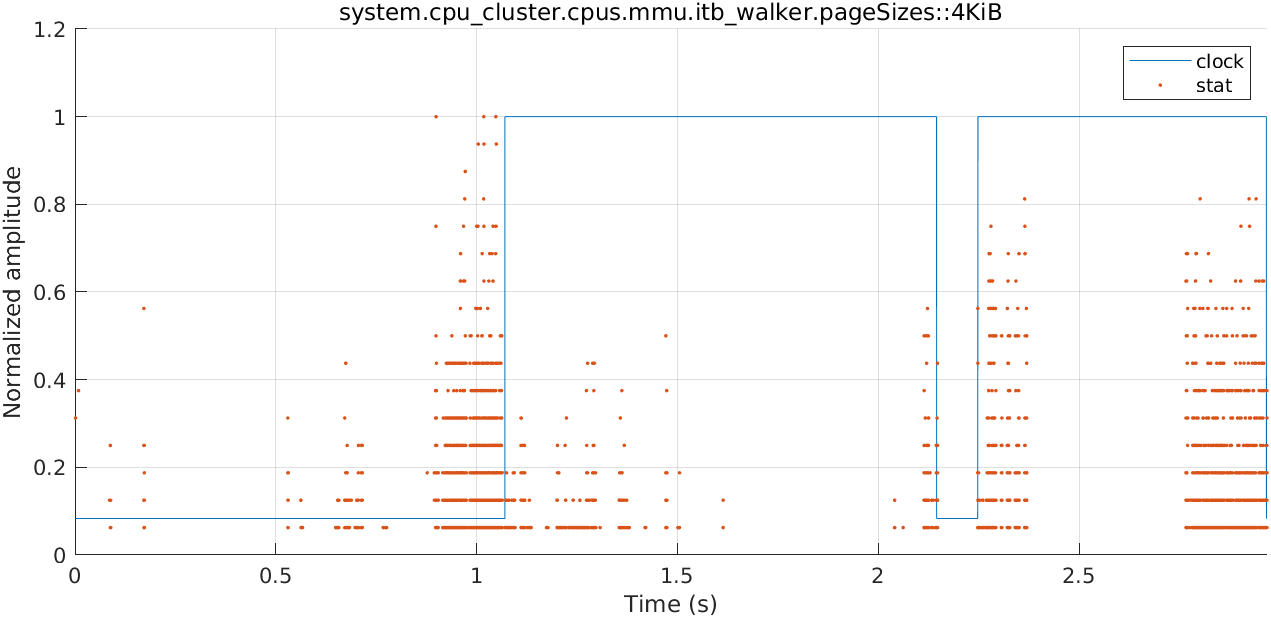 system.cpu_cluster.cpus.mmu.itb_walker.pageSizes::4KiB
1.2
1
0.8
0.6
0.4
0.2
0
Normalized amplitude
clock
stat
0
0.5
1
1.5
2
2.5
Time (s)